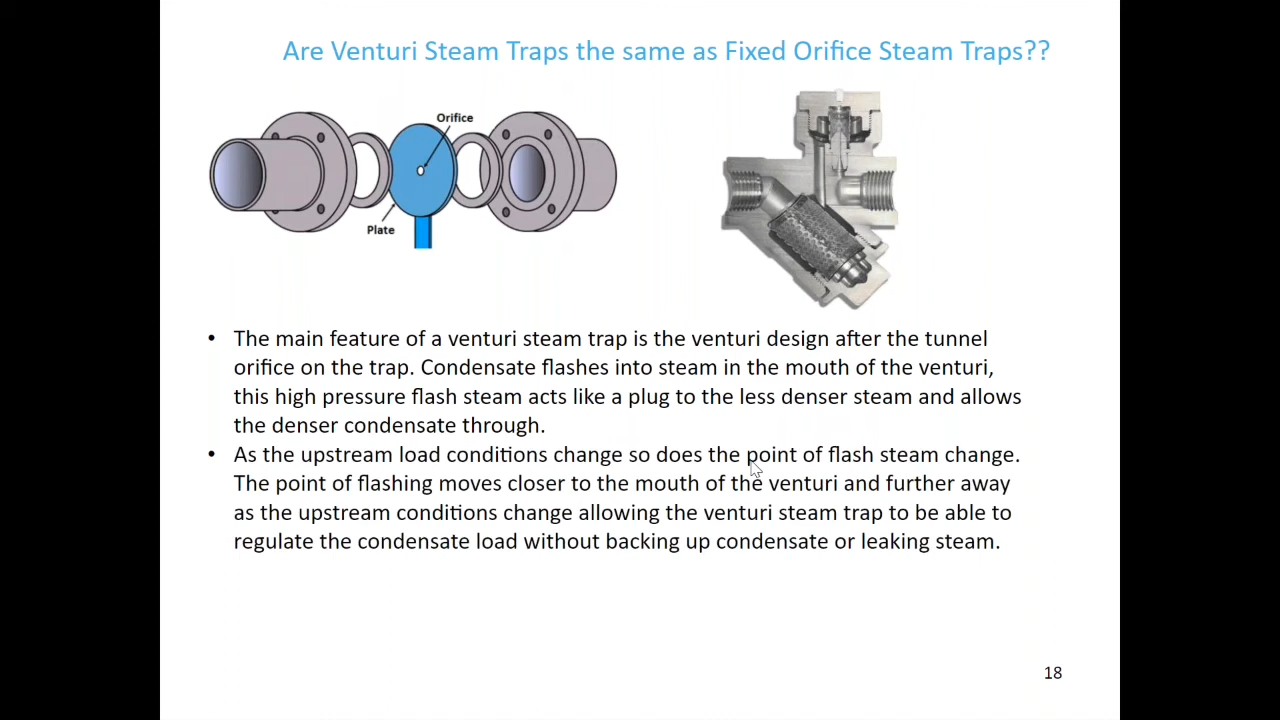 Are Venturi Steam Traps the same as Fixed Orifice Steam Traps??
Orifice
Plate
• The main feature of a venturi steam trap is the venturi design after the tunnel
orifice on the trap. Condensate flashes into steam in the mouth of the venturi,
this high pressure flash steam acts like a plug to the less denser steam and allows
the denser condensate through.
• As the upstream load conditions change so does the point of flash steam change.
The point of flashing moves closer to the mouth of the venturi and further away
as the upstream conditions change allowing the venturi steam trap to be able to
regulate the condensate load without backing up condensate or leaking steam.
18